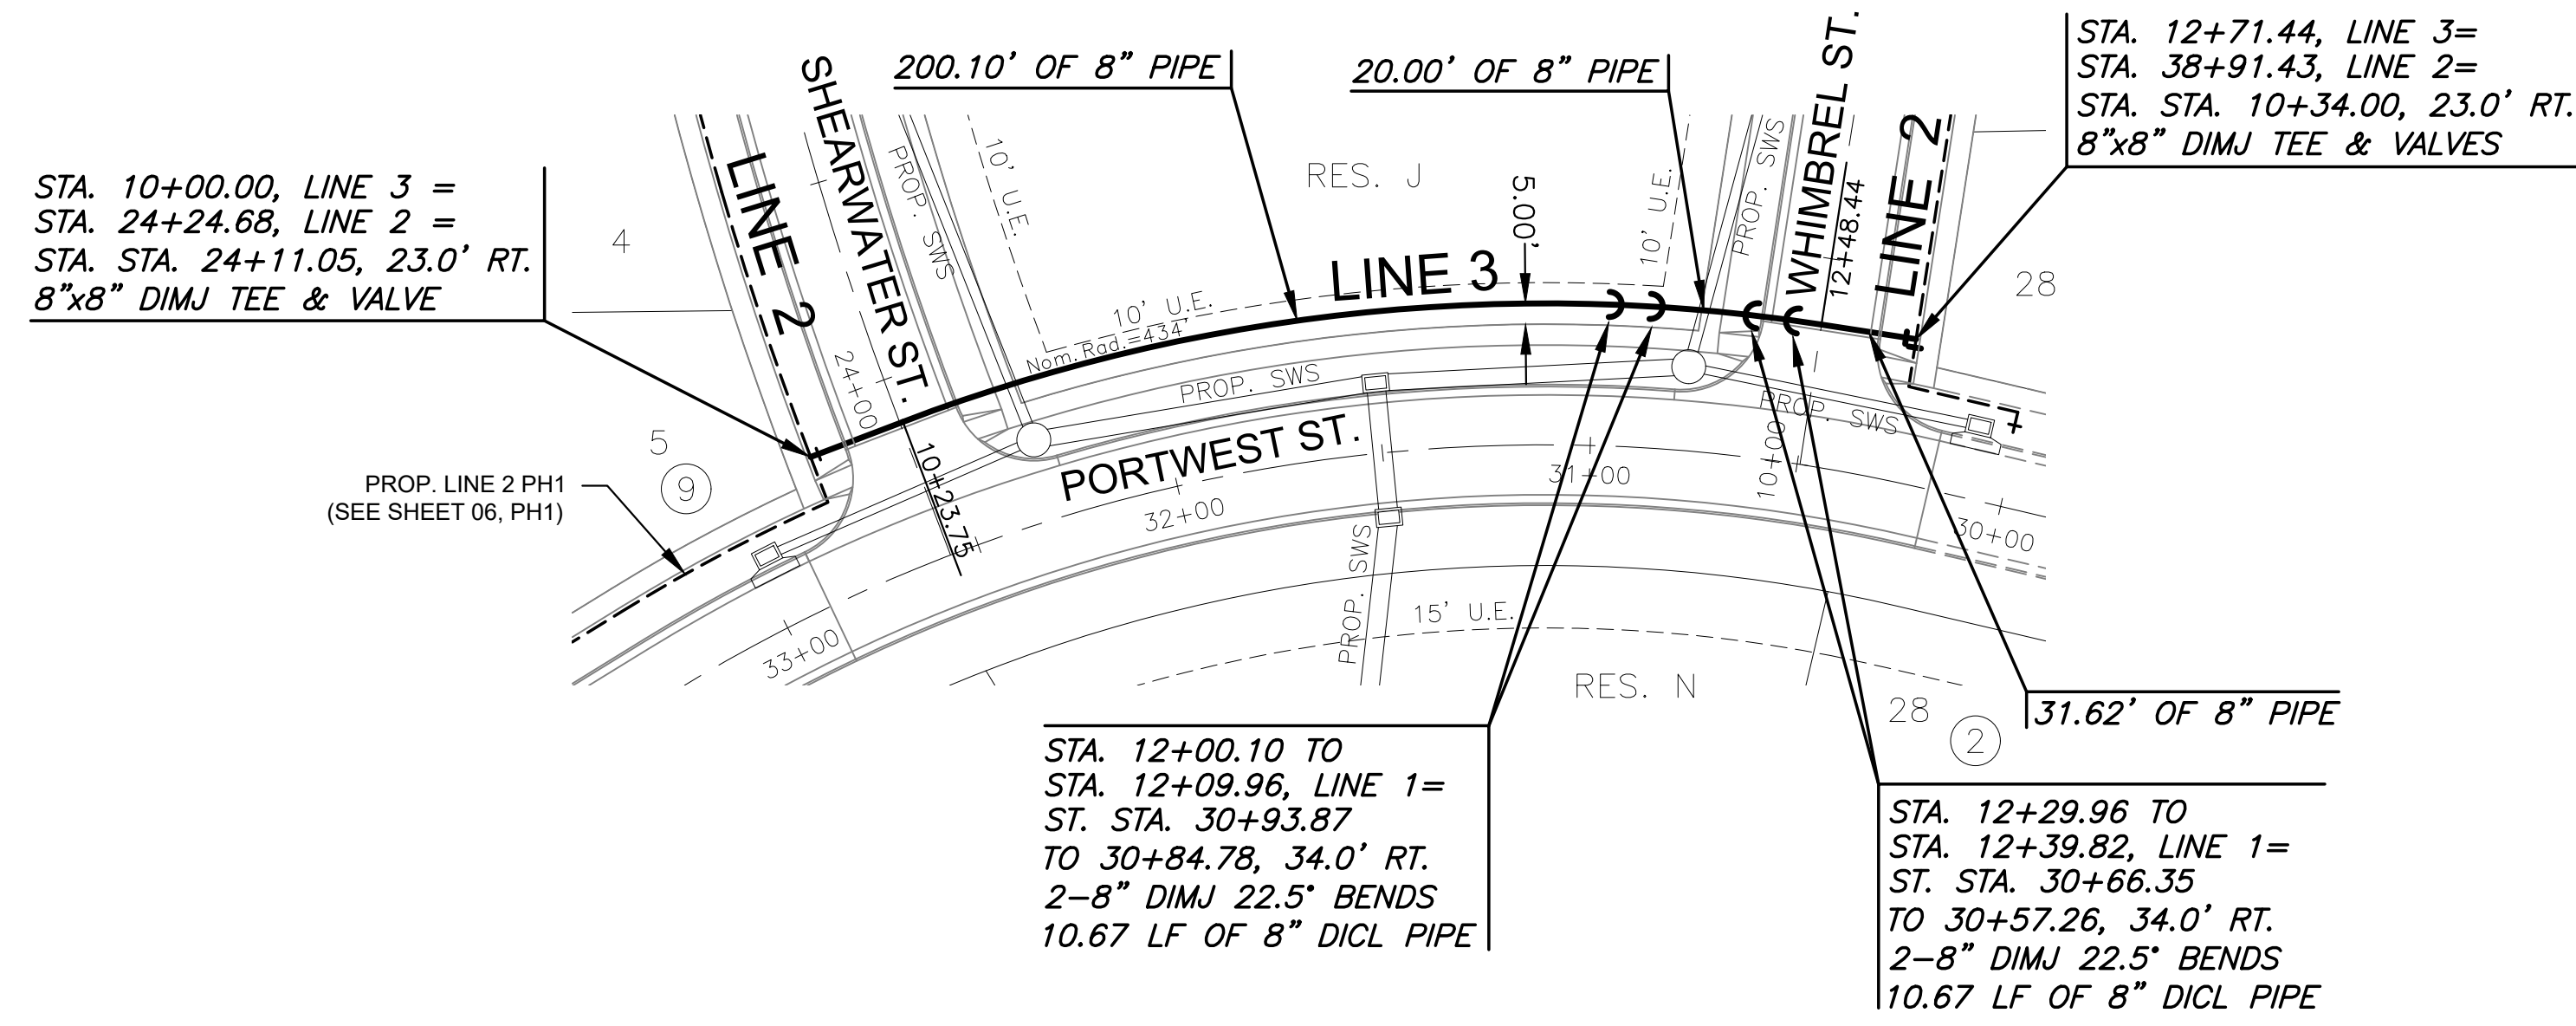 200.10' OF 8" PIPE
20.00' OF 8" PIPE
STA. 12+71.44, LINE 3=
STA. 38+91.43, LINE 2=
STA. STA. 10+34.00, 23.0' RT.
8"x8" DIMJ TEE & VALVES
STA. 10+00.00, LINE 3 =
STA. 24+24.68, LINE 2 =
STA. STA. 24+11.05, 23.0' RT.
8"x8" DIMJ TEE & VALVE
LINE 2
SHEARWATER ST.
PROP. SWS
10' U.E.
RES. J
5.00'
10' U.E.
PROP. SWS
WHIMBREL ST.
12+48.44
LINE 2
4
28
LINE 3
10' U.E.
Nom. Rad.=434'
24+00
10+23.75
PROP. SWS
PORTWEST ST.
PROP. SWS
10+00
5
9
PROP. LINE 2 PH1
(SEE SHEET 06, PH1)
33+00
32+00
31+00
30+00
PROP. SWS
15' U.E.
RES. N
28
2
31.62' OF 8" PIPE
STA. 12+00.10 TO
STA. 12+09.96, LINE 1=
ST. STA. 30+93.87
TO 30+84.78, 34.0' RT.
2-8" DIMJ 22.5° BENDS
10.67 LF OF 8" DICL PIPE
STA. 12+29.96 TO
STA. 12+39.82, LINE 1=
ST. STA. 30+66.35
TO 30+57.26, 34.0' RT.
2-8" DIMJ 22.5° BENDS
10.67 LF OF 8" DICL PIPE